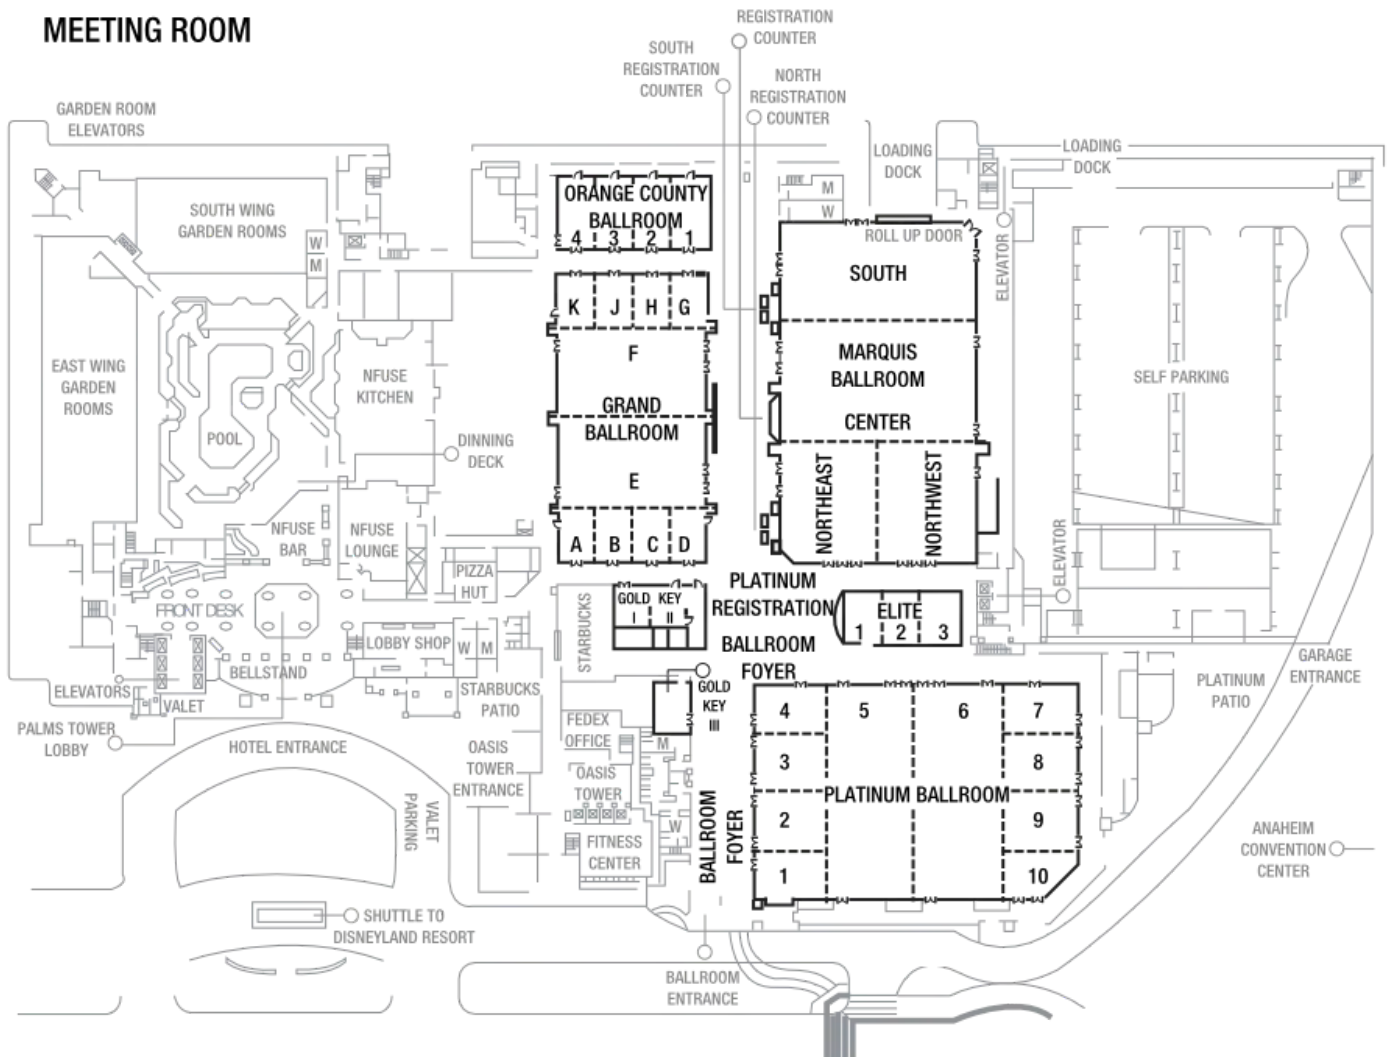 MEETING ROOM
REGISTRATION
COUNTER
SOUTH
REGISTRATION
COUNTER
NORTH
REGISTRATION
COUNTER
GARDEN ROOM
ELEVATORS
LOADING
DOCK
LOADING
DOCK
SOUTH WING
GARDEN ROOMS
W
M
ORANGE COUNTY
BALLROOM
4 3 2 1
M
W
ROLL UP DOOR
ELEVATOR
SOUTH
K J H G
F
GRAND
BALLROOM
E
A B C D
MARQUIS
BALLROOM
CENTER
NORTHEAST
NORTHWEST
SELF PARKING
EAST WING
GARDEN
ROOMS
NFUSE
KITCHEN
POOL
DINNING
DECK
NFUSE
BAR
NFUSE
LOUNGE
PIZZA
HUT
FRONT DESK
LOBBY SHOP
W M
BELLSTAND
ELEVATORS
VALET
PALMS TOWER
LOBBY
HOTEL ENTRANCE
STARBUCKS
PATIO
STARBUCKS
GOLD KEY
I II
PLATINUM
REGISTRATION
BALLROOM
FOYER
ELITE
1 2 3
ELEVATOR
GARAGE
ENTRANCE
PLATINUM
PATIO
GOLD
KEY
III
FEDEX
OFFICE
M
OASIS
TOWER
ENTRANCE
OASIS
TOWER
W
FITNESS
CENTER
VALET
PARKING
BALLROOM
FOYER
4 5 6 7
3 8
PLATINUM BALLROOM
2 9
1 10
ANAHEIM
CONVENTION
CENTER
SHUTTLE TO
DISNEYLAND RESORT
BALLROOM
ENTRANCE